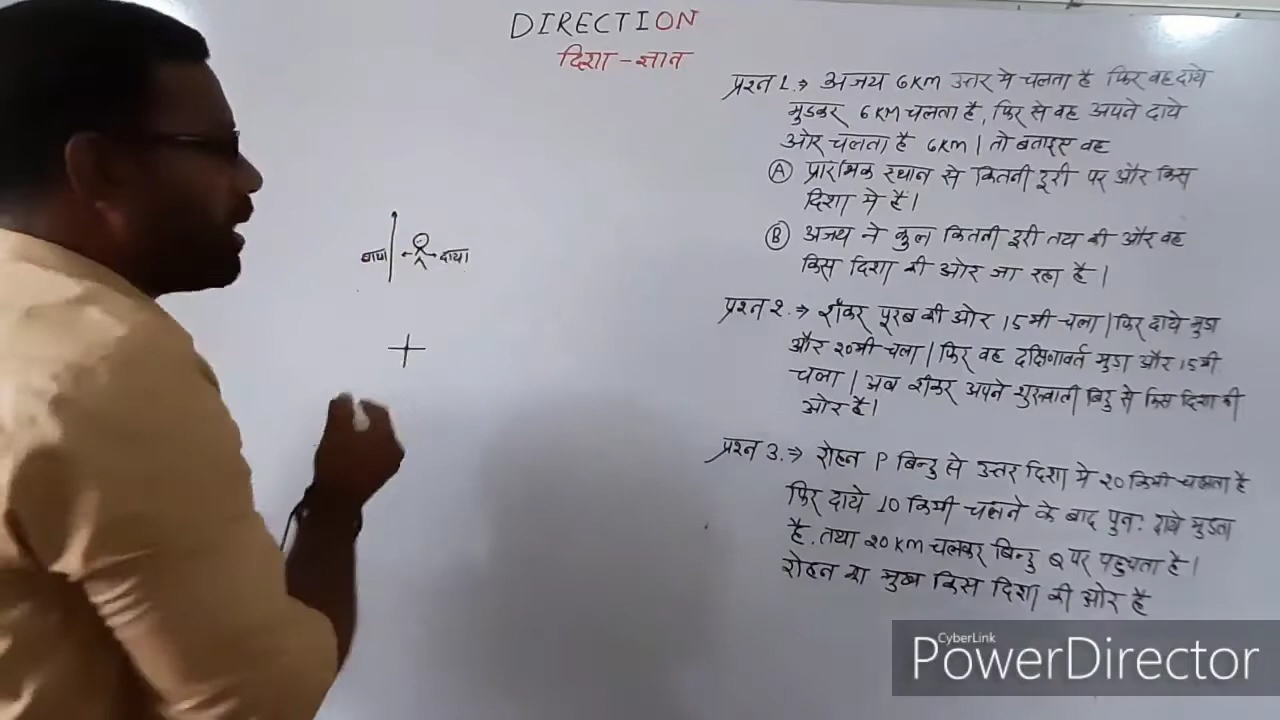 DIRECTION
दिशा - ज्ञान
प्रश्न 1. ⇒ अजय 6KM उत्तर मे चलता है फिर वह दाये
मुडकर 6KM चलता है, फिर से वह अपने दाये
ओर चलता है 6KM । तो बताइए वह
Ⓐ प्रारंभिक स्थान से कितनी दूरी पर और किस
दिशा मे है।
Ⓑ अजय ने कुल कितनी दूरी तय की और वह
किस दिशा की ओर जा रहा है।
बाया दाया
प्रश्न 2. ⇒ शंकर पूरब की ओर 15मी चला । फिर दाये मुडा
और 20मी चला । फिर वह दक्षिणावर्त मुडा और 15मी
चला । अब शंकर अपने शुरुवाती बिंदु से किस दिशा की
ओर है।
प्रश्न 3. ⇒ रोहन P बिन्दु से उत्तर दिशा मे 20 किमी चलता है
फिर दाये 10 किमी चलने के बाद पुन: दाये मुडता
है, तथा 20KM चलकर बिन्दु Q पर पहुचता है।
रोहन का मुख किस दिशा की ओर है
CyberLink
PowerDirector